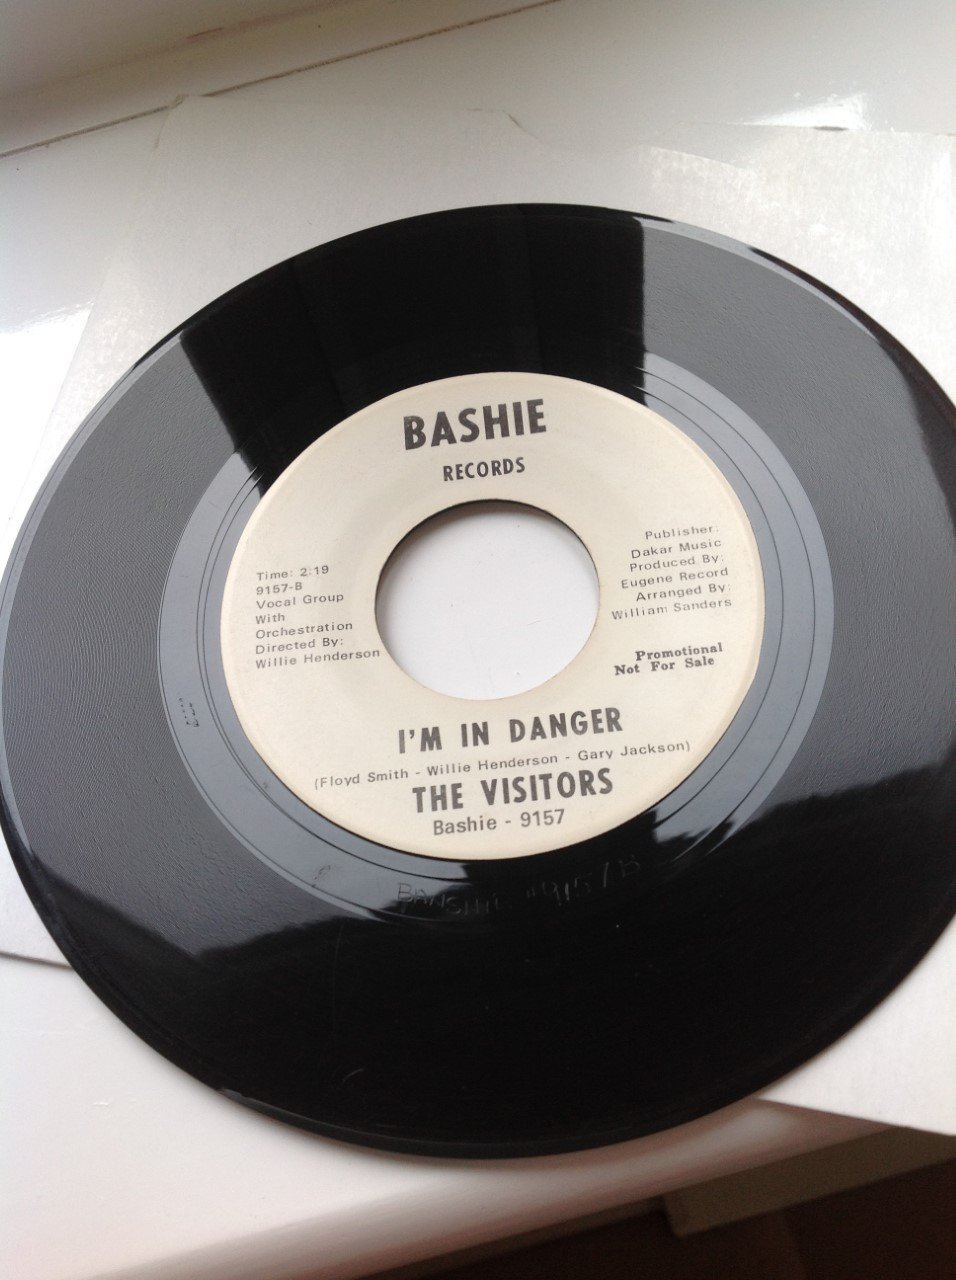 BASHIE
RECORDS
Time: 2:19
9157-B
Vocal Group
With
Orchestration
Directed By:
Willie Henderson
Publisher:
Dakar Music
Produced By:
Eugene Record
Arranged By:
William Sanders
Promotional
Not For Sale
I'M IN DANGER
(Floyd Smith - Willie Henderson - Gary Jackson)
THE VISITORS
Bashie - 9157